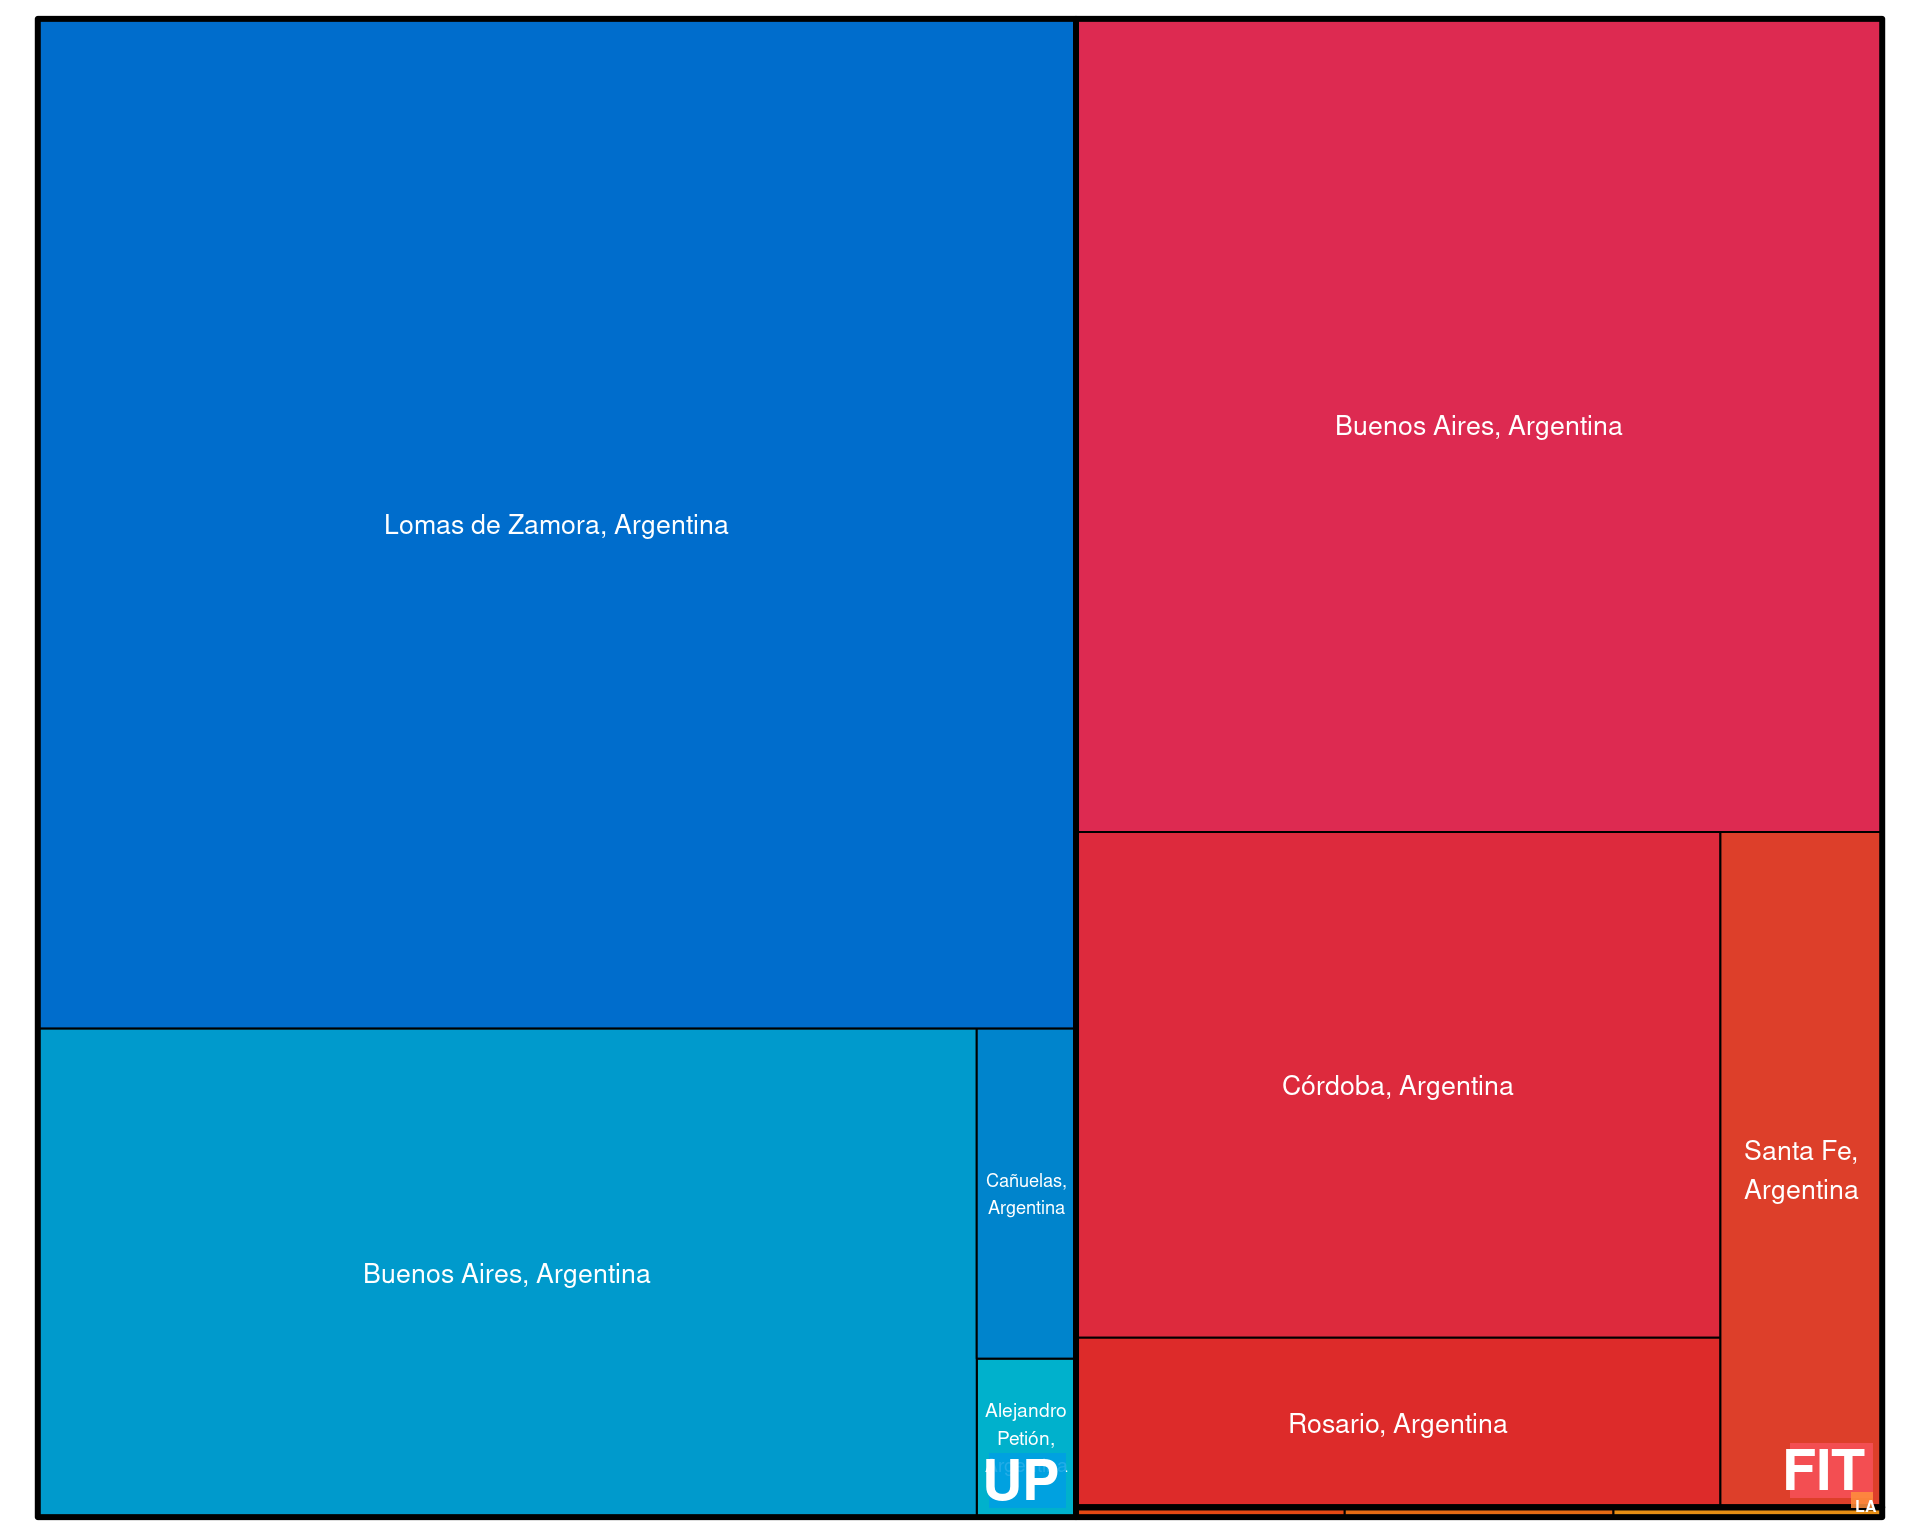 Lomas de Zamora, Argentina
Buenos Aires, Argentina
Cañuelas,
Argentina
Alejandro
Petión,
UP
Buenos Aires, Argentina
Córdoba, Argentina
Santa Fe,
Argentina
Rosario, Argentina
FIT
LA